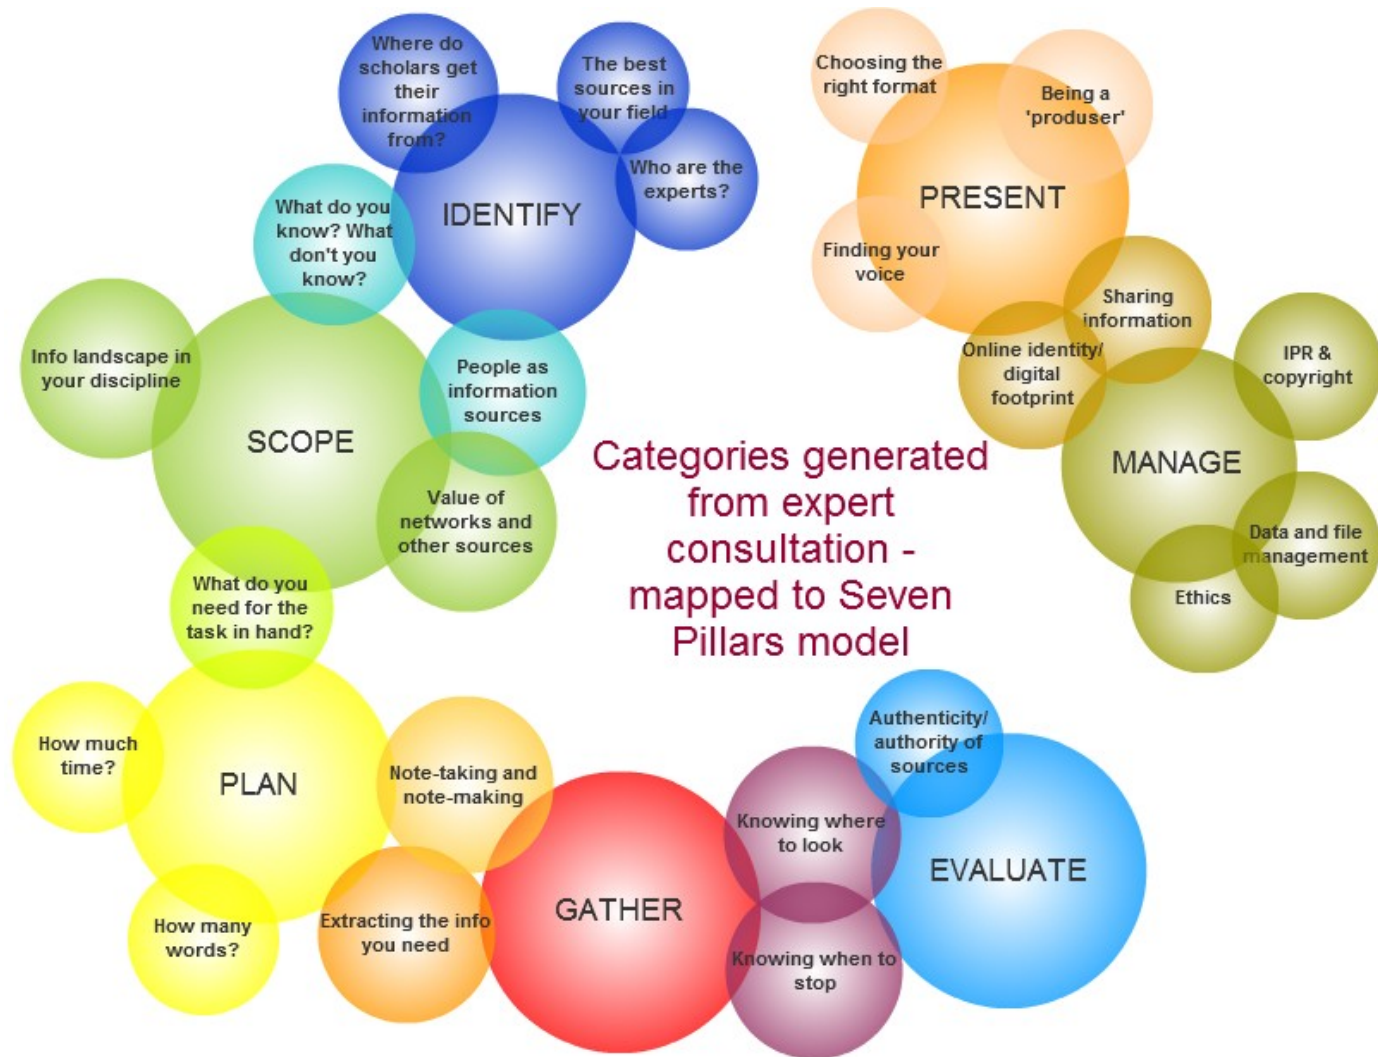 Where do
scholars get
their
information
from?
The best
sources in
your field
Who are the
experts?
IDENTIFY
What do you
know? What
don't you
know?
People as
information
sources
Info landscape in
your discipline
SCOPE
Value of
networks and
other sources
What do you
need for the
task in hand?
How much
time?
PLAN
How many
words?
Note-taking and
note-making
Extracting the info
you need
GATHER
Knowing where
to look
Knowing when to
stop
Authenticity/
authority of
sources
EVALUATE
Categories generated
from expert
consultation -
mapped to Seven
Pillars model
Choosing the
right format
Being a
'produser'
PRESENT
Finding your
voice
Sharing
information
Online identity/
digital
footprint
IPR &
copyright
MANAGE
Data and file
management
Ethics